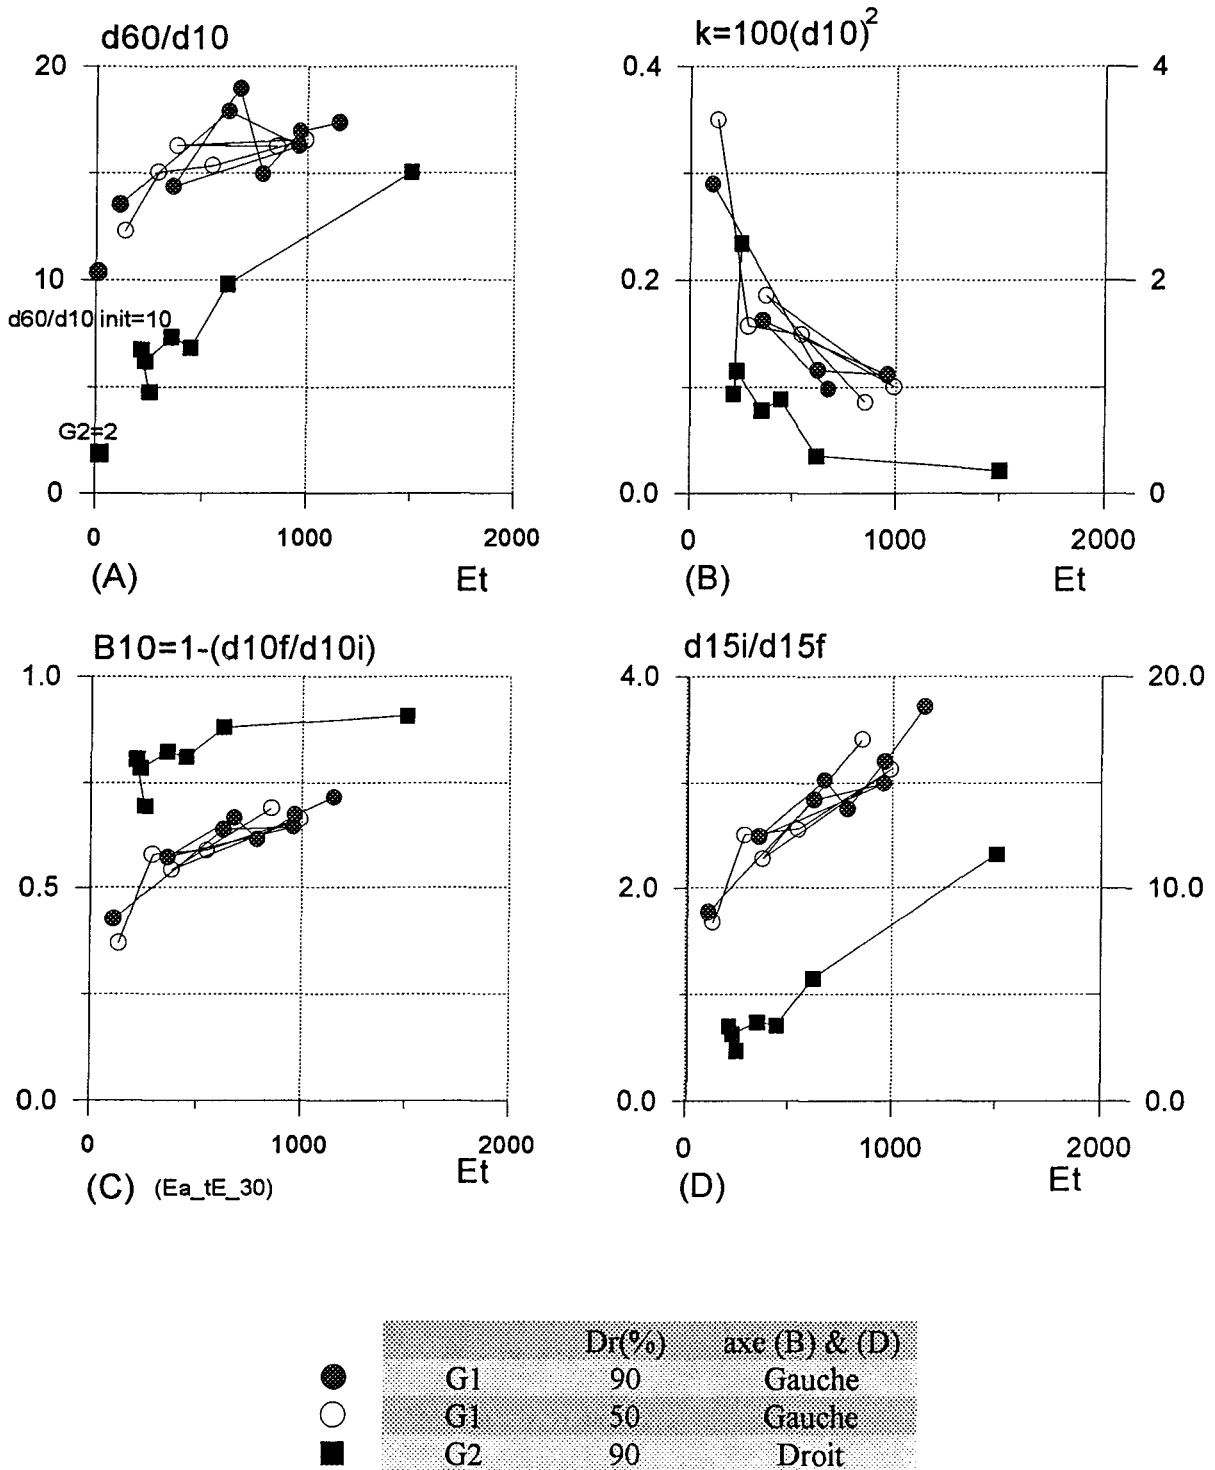 d60/d10
20
10
d60/d10 init=10
G2=2
0
0 1000 2000
(A) Et
k=100(d10)²
0.4 4
0.2 2
0.0 0
0 1000 2000
(B) Et
B10=1-(d10f/d10i)
1.0
0.5
0.0
0 1000 2000
(C) (Ea_tE_30) Et
d15i/d15f
4.0 20.0
2.0 10.0
0.0 0.0
0 1000 2000
(D) Et
Dr(%) axe (B) & (D)
G1 90 Gauche
G1 50 Gauche
G2 90 Droit